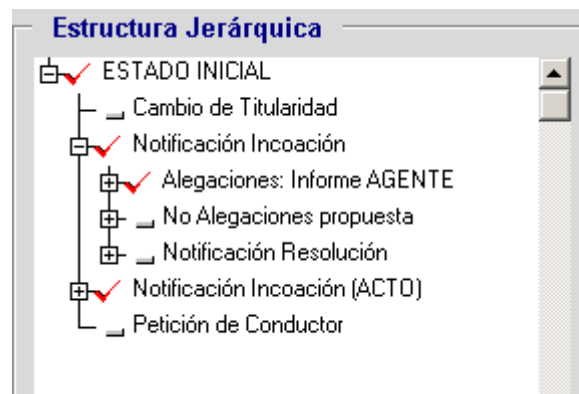 Estructura Jerárquica
ESTADO INICIAL
Cambio de Titularidad
Notificación Incoación
Alegaciones: Informe AGENTE
No Alegaciones propuesta
Notificación Resolución
Notificación Incoación (ACTO)
Petición de Conductor